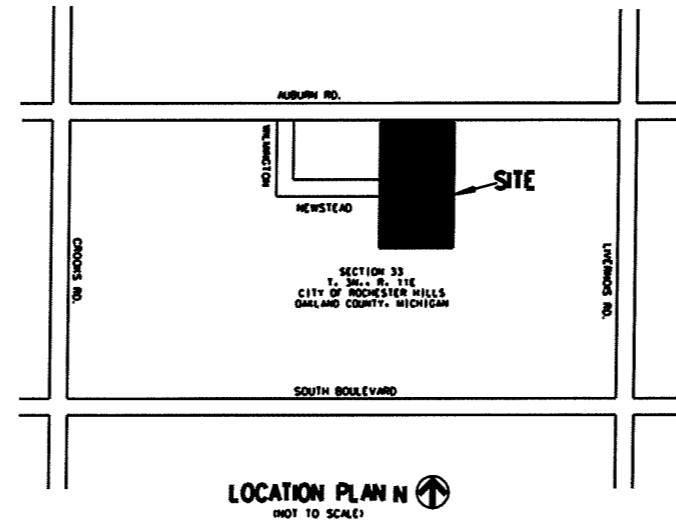 AUBURN RD.
WILMINGTON
NEWSTEAD
SITE
CROOKS RD.
LIVERNOIS RD.
SECTION 33
T. 3N., R. 11E
CITY OF ROCHESTER HILLS
OAKLAND COUNTY, MICHIGAN
SOUTH BOULEVARD
LOCATION PLAN N
(NOT TO SCALE)